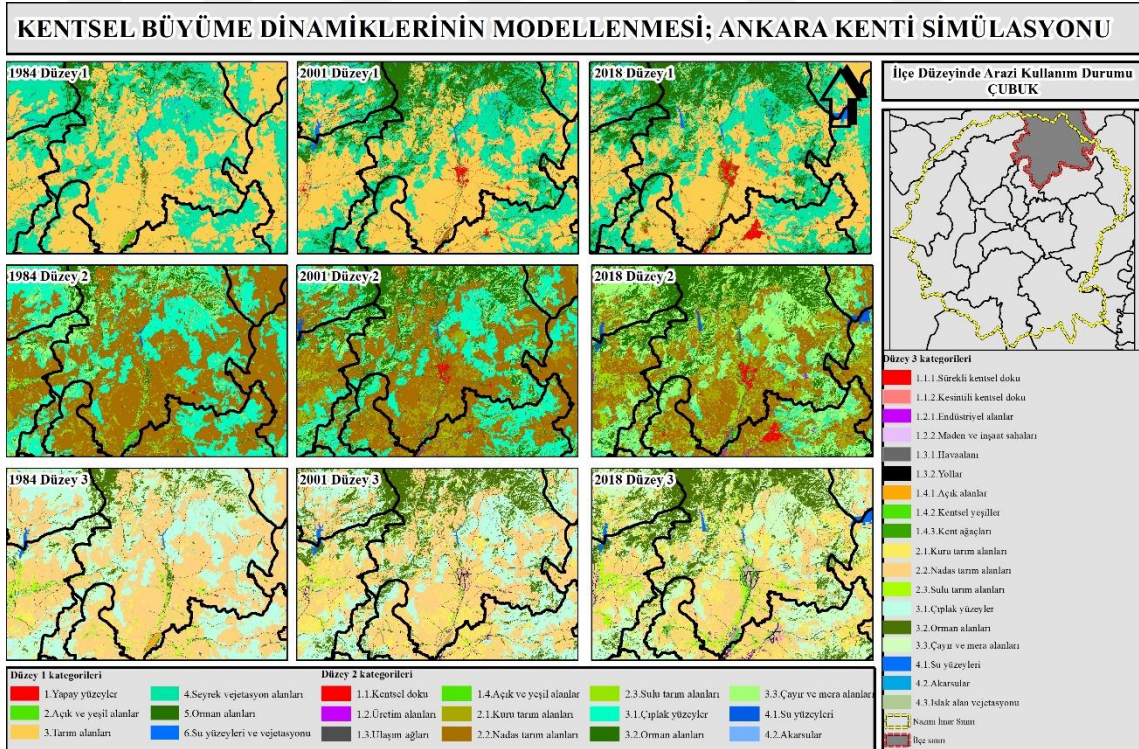 KENTSEL BÜYÜME DİNAMİKLERİNİN MODELLENMESİ; ANKARA KENTİ SİMÜLASYONU
1984 Düzey 1
2001 Düzey 1
2018 Düzey 1
İlçe Düzeyinde Arazi Kullanım Durumu
ÇUBUK
1984 Düzey 2
2001 Düzey 2
2018 Düzey 2
1984 Düzey 3
2001 Düzey 3
2018 Düzey 3
Düzey 3 kategorileri
1.1.1.Sürekli kentsel doku
1.1.2.Kesintili kentsel doku
1.2.1.Endüstriyel alanlar
1.2.2.Maden ve inşaat sahaları
1.3.1.Havaalanı
1.3.2.Yollar
1.4.1.Açık alanlar
1.4.2.Kentsel yeşiller
1.4.3.Kent ağaçları
2.1.Kuru tarım alanları
2.2.Nadas tarım alanları
2.3.Sulu tarım alanları
3.1.Çıplak yüzeyler
3.2.Orman alanları
3.3.Çayır ve mera alanları
4.1.Su yüzeyleri
4.2.Akarsular
4.3.Islak alan vejetasyonu
Nazım İmar Sınırı
İlçe sınırı
Düzey 1 kategorileri
1.Yapay yüzeyler
2.Açık ve yeşil alanlar
3.Tarım alanları
4.Seyrek vejetasyon alanları
5.Orman alanları
6.Su yüzeyleri ve vejetasyonu
Düzey 2 kategorileri
1.1.Kentsel doku
1.2.Üretim alanları
1.3.Ulaşım ağları
1.4.Açık ve yeşil alanlar
2.1.Kuru tarım alanları
2.2.Nadas tarım alanları
2.3.Sulu tarım alanları
3.1.Çıplak yüzeyler
3.2.Orman alanları
3.3.Çayır ve mera alanları
4.1.Su yüzeyleri
4.2.Akarsular